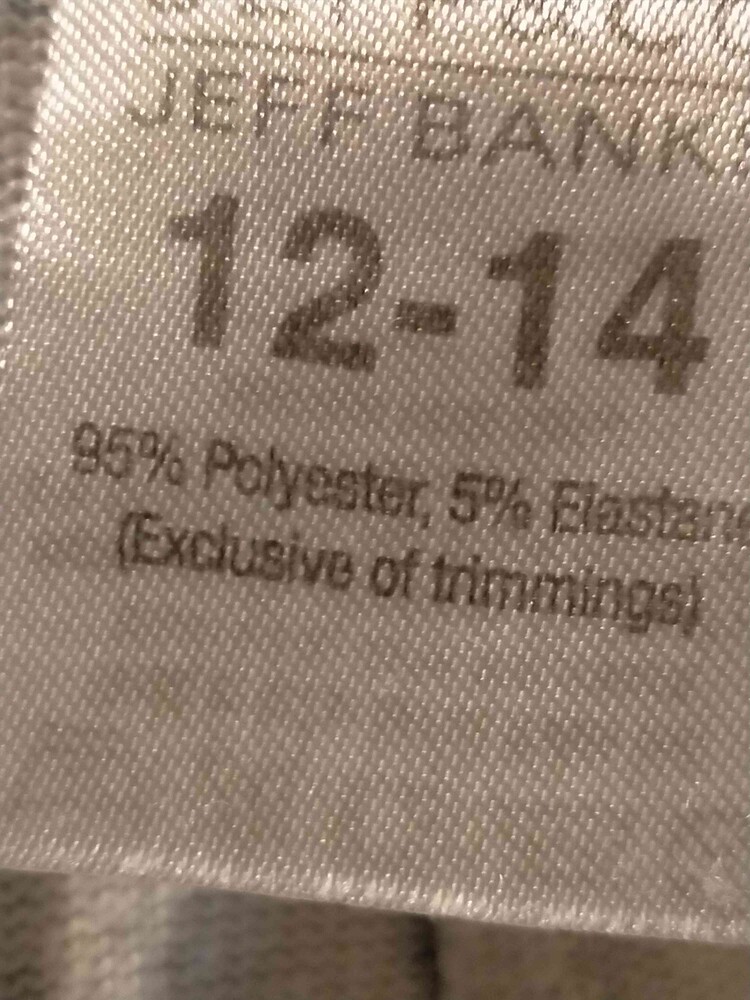 JEFF BANK
12-14
95% Polyester, 5% Elastan
(Exclusive of trimmings)